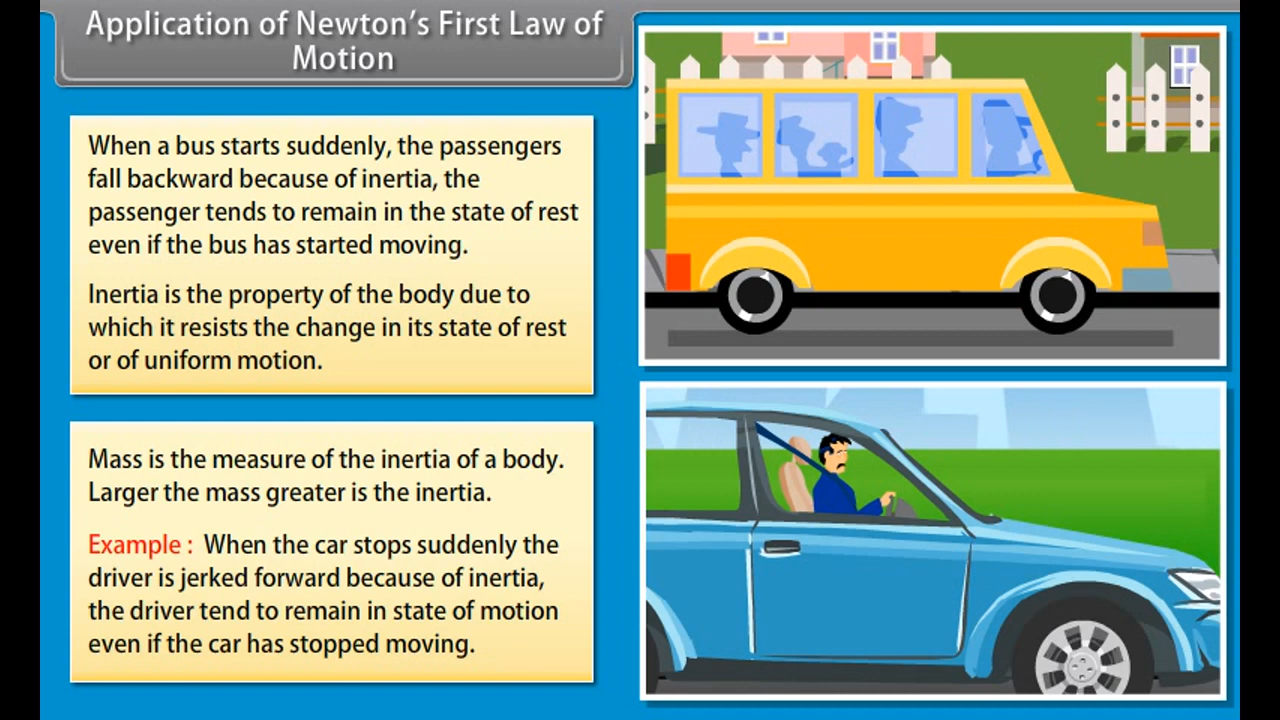 Application of Newton's First Law of
Motion
When a bus starts suddenly, the passengers
fall backward because of inertia, the
passenger tends to remain in the state of rest
even if the bus has started moving.
Inertia is the property of the body due to
which it resists the change in its state of rest
or of uniform motion.
Mass is the measure of the inertia of a body.
Larger the mass greater is the inertia.
Example : When the car stops suddenly the
driver is jerked forward because of inertia,
the driver tend to remain in state of motion
even if the car has stopped moving.